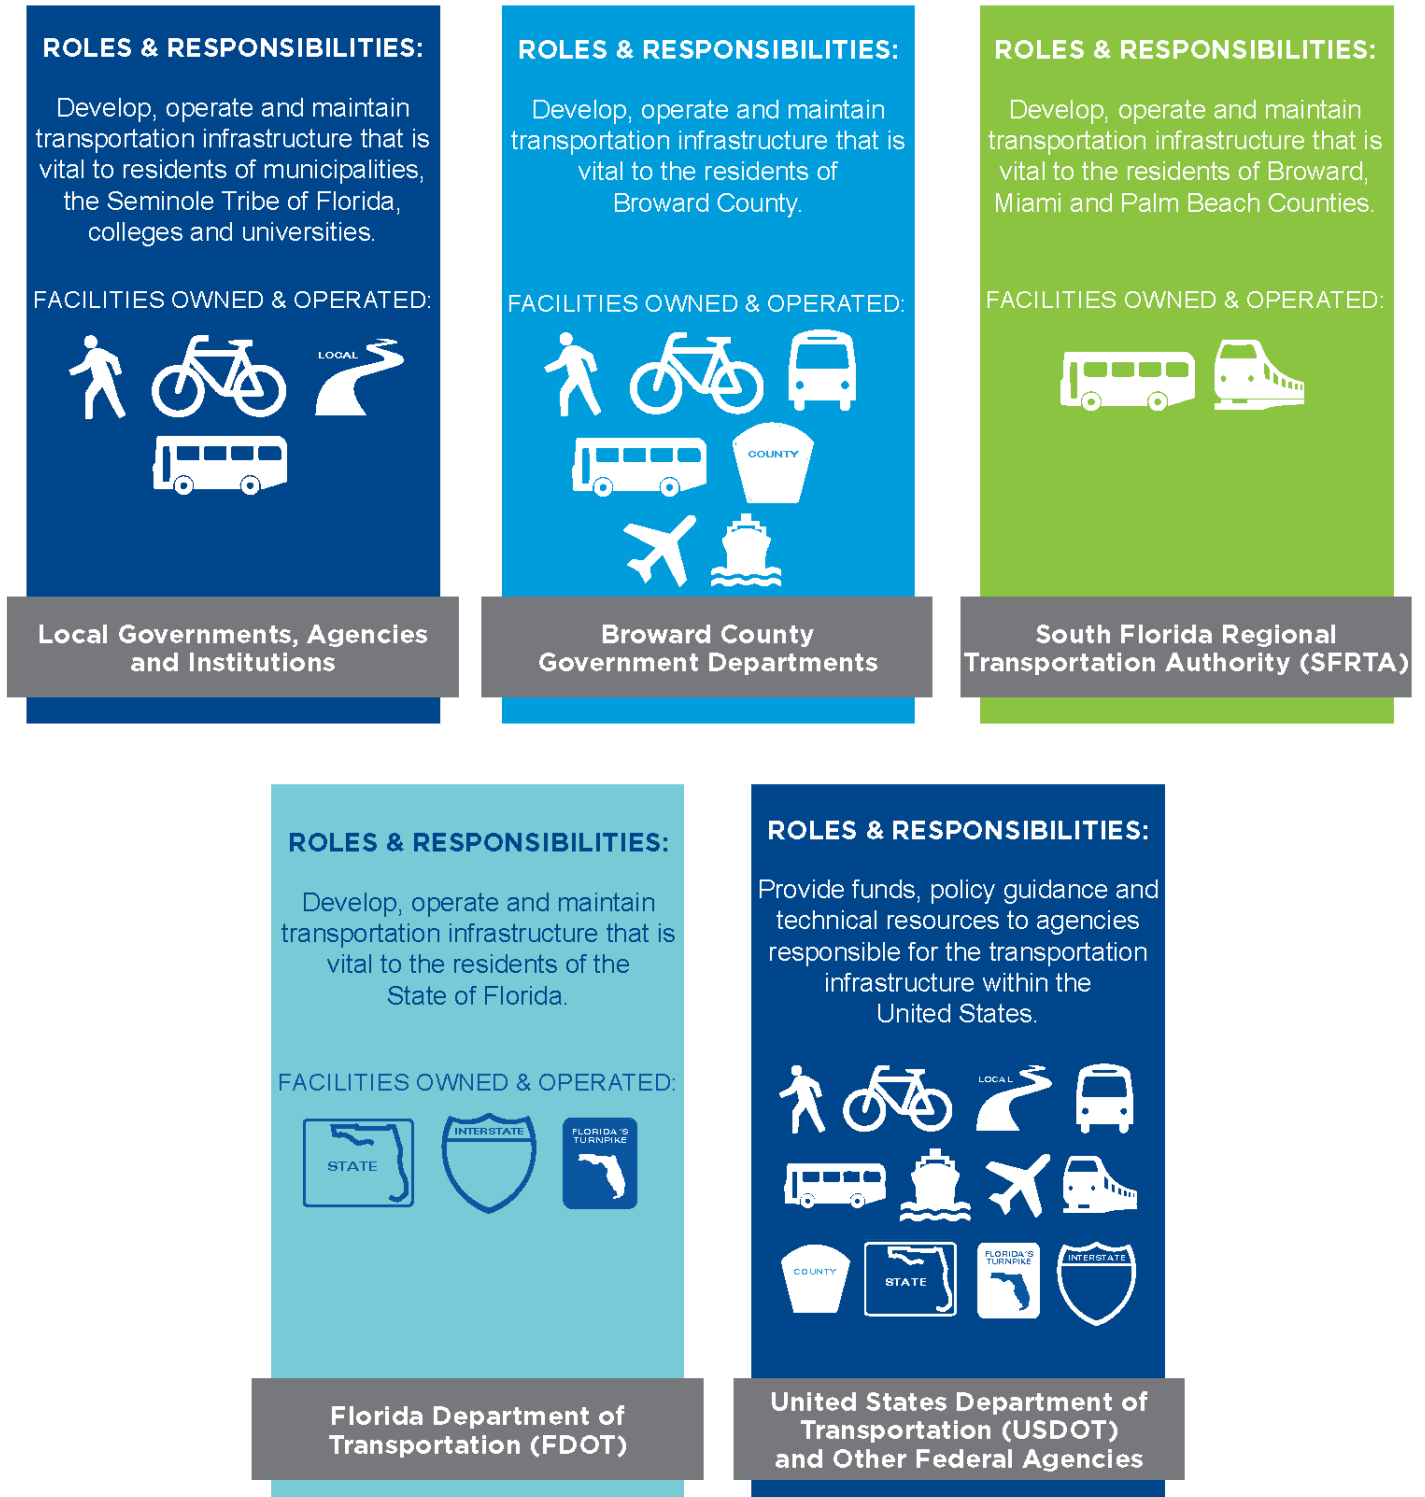 ROLES & RESPONSIBILITIES:
Develop, operate and maintain
transportation infrastructure that is
vital to residents of municipalities,
the Seminole Tribe of Florida,
colleges and universities.
FACILITIES OWNED & OPERATED:
LOCAL
Local Governments, Agencies
and Institutions
ROLES & RESPONSIBILITIES:
Develop, operate and maintain
transportation infrastructure that is
vital to the residents of
Broward County.
FACILITIES OWNED & OPERATED:
COUNTY
Broward County
Government Departments
ROLES & RESPONSIBILITIES:
Develop, operate and maintain
transportation infrastructure that is
vital to the residents of Broward,
Miami and Palm Beach Counties.
FACILITIES OWNED & OPERATED:
South Florida Regional
Transportation Authority (SFRTA)
ROLES & RESPONSIBILITIES:
Develop, operate and maintain
transportation infrastructure that is
vital to the residents of the
State of Florida.
FACILITIES OWNED & OPERATED:
STATE
INTERSTATE
FLORIDA'S
TURNPIKE
Florida Department of
Transportation (FDOT)
ROLES & RESPONSIBILITIES:
Provide funds, policy guidance and
technical resources to agencies
responsible for the transportation
infrastructure within the
United States.
LOCAL
COUNTY
STATE
FLORIDA'S
TURNPIKE
INTERSTATE
United States Department of
Transportation (USDOT)
and Other Federal Agencies